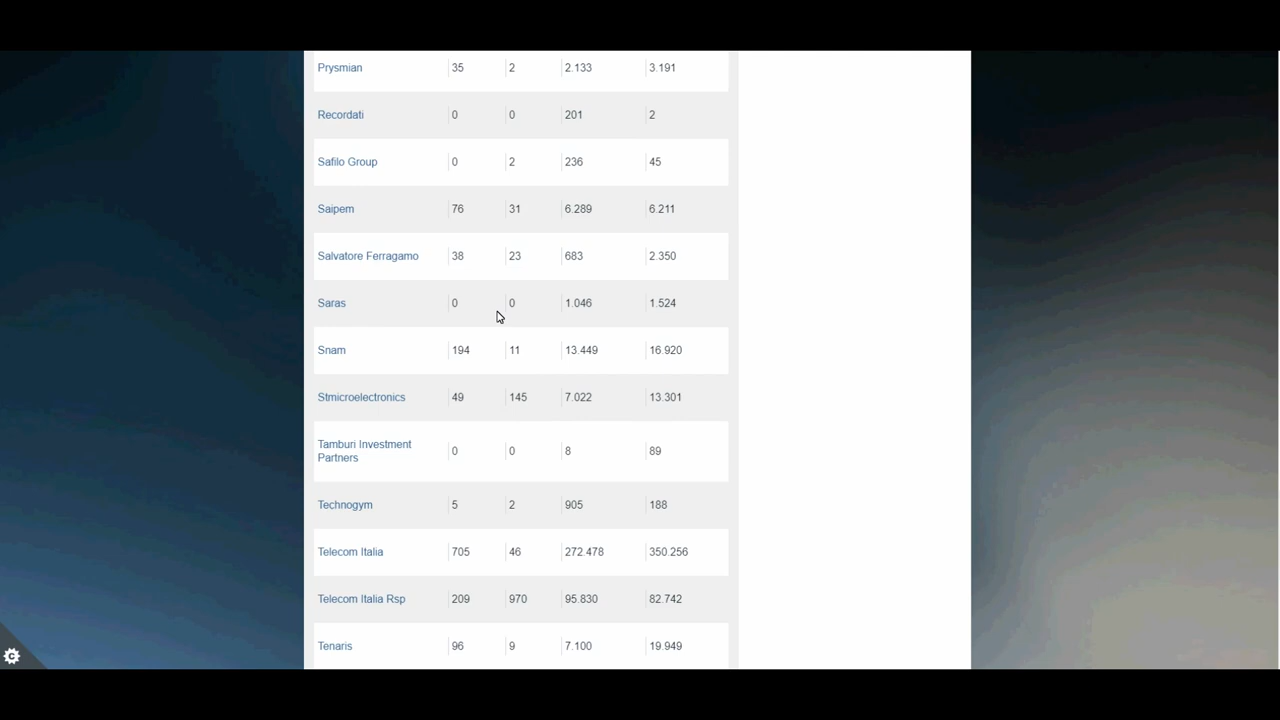 Prysmian 35 2 2.133 3.191
Recordati 0 0 201 2
Safilo Group 0 2 236 45
Saipem 76 31 6.289 6.211
Salvatore Ferragamo 38 23 683 2.350
Saras 0 0 1.046 1.524
Snam 194 11 13.449 16.920
Stmicroelectronics 49 145 7.022 13.301
Tamburi Investment
Partners 0 0 8 89
Technogym 5 2 905 188
Telecom Italia 705 46 272.478 350.256
Telecom Italia Rsp 209 970 95.830 82.742
Tenaris 96 9 7.100 19.949